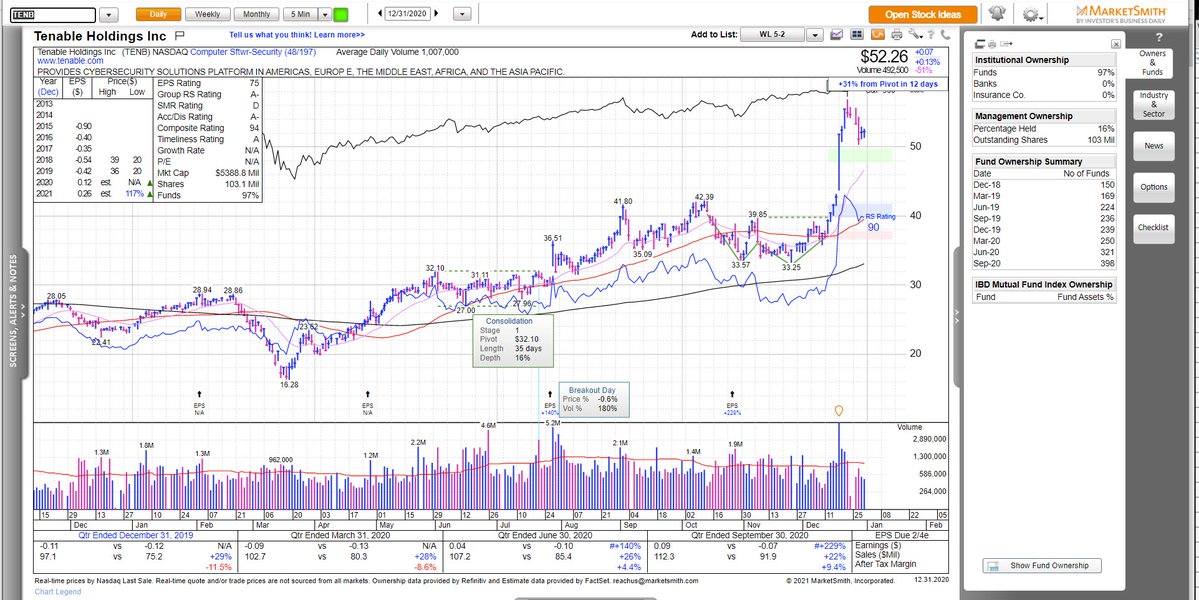 TENB
Daily
Weekly
Monthly
5 Min
12/31/2020
Open Stock Ideas
MARKETSMITH
BY INVESTOR'S BUSINESS DAILY
Tenable Holdings Inc
Tell us what you think! Learn more>>
Add to List:
WL 5-2
Tenable Holdings Inc (TENB) NASDAQ Computer Sftwr-Security (48/197) Average Daily Volume 1,007,000
www.tenable.com
PROVIDES CYBERSECURITY SOLUTIONS PLATFORM IN AMERICAS, EUROP E, THE MIDDLE EAST, AFRICA, AND THE ASIA PACIFIC.
$52.26
+0.07
+0.13%
Volume 492,500 -51%
+31% from Pivot in 12 days
Year EPS Price($)
(Dec) ($) High Low
2013
2014
2015 -0.90
2016 -0.40
2017 -0.35
2018 -0.54 39 20
2019 -0.42 36 20
2020 0.12 est N/A
2021 0.26 est 117%
EPS Rating 75
Group RS Rating A-
SMR Rating D
Acc/Dis Rating A-
Composite Rating 94
Timeliness Rating A
Growth Rate N/A
P/E N/A
Mkt Cap $5388.8 Mil
Shares 103.1 Mil
Funds 97%
60
50
40
30
20
RS Rating
90
28.05
22.41
28.94
28.86
16.28
23.62
32.10
27.00
31.11
27.96
36.51
41.80
35.09
42.39
33.57
39.85
33.25
Consolidation
Stage 1
Pivot $32.10
Length 35 days
Depth 16%
Breakout Day
Price % -0.6%
Vol % 180%
EPS
N/A
EPS
N/A
EPS
+140%
EPS
+229%
Volume
2,890,000
1,300,000
586,000
264,000
1.3M
1.8M
1.3M
962,000
1.2M
2.2M
4.6M
5.2M
2.1M
1.4M
1.9M
15 29 13 27 10 24 07 21 06 20 03 17 01 15 29 12 26 10 24 07 21 04 18 02 16 30 13 27 11 25 08 22 05
Dec Jan Feb Mar Apr May Jun Jul Aug Sep Oct Nov Dec Jan Feb
Qtr Ended December 31, 2019
Qtr Ended March 31, 2020
Qtr Ended June 30, 2020
Qtr Ended September 30, 2020
EPS Due 2/4e
-0.11 vs -0.12 N/A -0.09 vs -0.13 N/A 0.04 vs -0.10 #+140% 0.09 vs -0.07 #+229% Earnings ($)
97.1 vs 75.2 +29% 102.7 vs 80.3 +28% 107.2 vs 85.4 +26% 112.3 vs 91.9 +22% Sales ($Mil)
-11.5% -8.6% +4.4% +9.4% After Tax Margin
Real-time prices by Nasdaq Last Sale. Real-time quote and/or trade prices are not sourced from all markets. Ownership data provided by Refinitiv and Estimate data provided by FactSet. reachus@marketsmith.com
© 2021 MarketSmith, Incorporated. 12.31.2020
Chart Legend
SCREENS, ALERTS & NOTES
Institutional Ownership
Funds 97%
Banks 0%
Insurance Co. 0%
Management Ownership
Percentage Held 16%
Outstanding Shares 103 Mil
Fund Ownership Summary
Date No of Funds
Dec-18 150
Mar-19 169
Jun-19 224
Sep-19 236
Dec-19 239
Mar-20 250
Jun-20 321
Sep-20 398
IBD Mutual Fund Index Ownership
Fund Fund Assets %
Show Fund Ownership
Owners
&
Funds
Industry
&
Sector
News
Options
Checklist